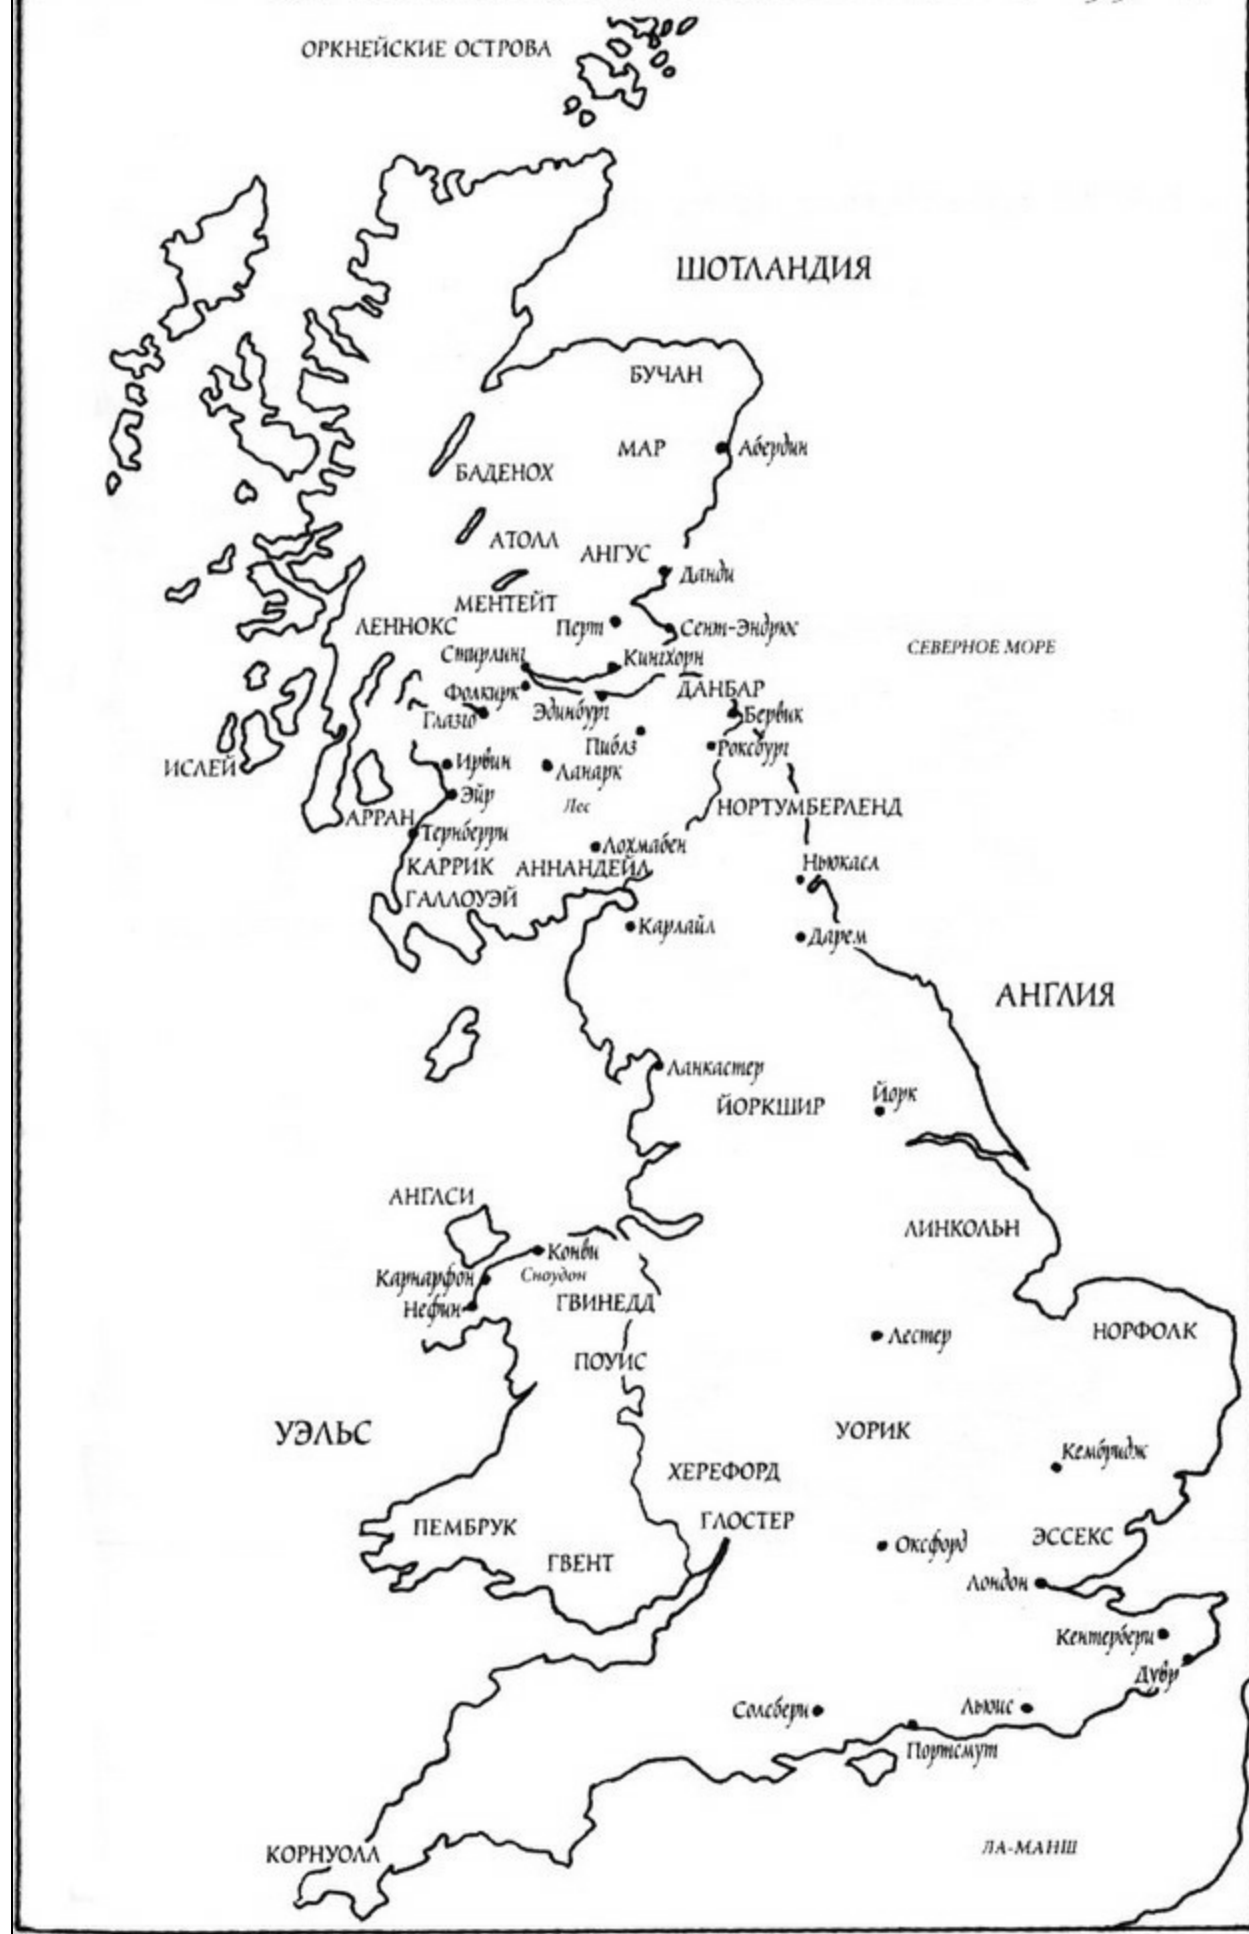 ОРКНЕЙСКИЕ ОСТРОВА
ШОТЛАНДИЯ
БУЧАН
МАР
Абердин
БАДЕНОХ
АТОЛЛ
АНГУС
Данди
МЕНТЕЙТ
ЛЕННОКС
Перт
Сент-Эндрюс
СЕВЕРНОЕ МОРЕ
Стирлинг
Кингхорн
Фолкирк
ДАНБАР
Глазго
Эдинбург
Бервик
Пиблз
Роксбург
ИСЛЕЙ
Ирвин
Ланарк
Эйр
Лес
НОРТУМБЕРЛЕНД
АРРАН
Тернберри
Лохмабен
КАРРИК
АННАНДЕЙЛ
Ньюкасл
ГАЛЛОУЭЙ
Карлайл
Дарем
АНГЛИЯ
Ланкастер
ЙОРКШИР
Йорк
АНГЛСИ
ЛИНКОЛЬН
Конви
Карнарфон
Сноудон
Нефин
ГВИНЕДД
Лестер
НОРФОЛК
ПОУИС
УЭЛЬС
УОРИК
Кембридж
ХЕРЕФОРД
ПЕМБРУК
ГЛОСТЕР
ЭССЕКС
ГВЕНТ
Оксфорд
Лондон
Кентербери
Дувр
Солсбери
Льюис
Портсмут
КОРНУОЛЛ
ЛА-МАНШ